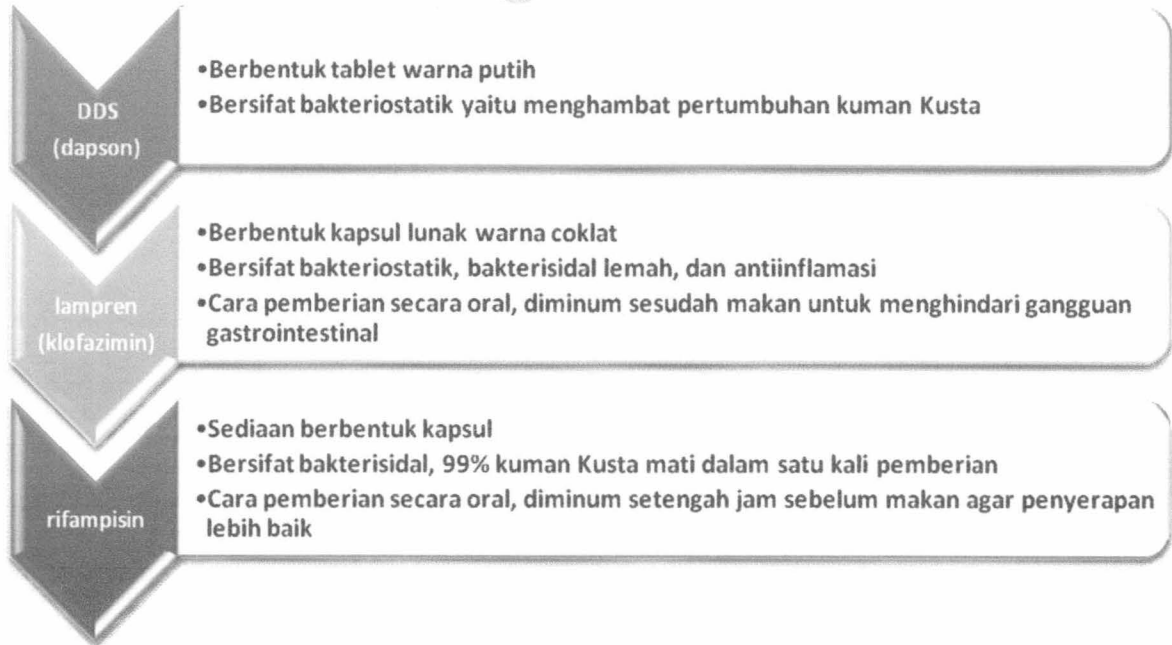 DDS
(dapson)
•Berbentuk tablet warna putih
•Bersifat bakteriostatik yaitu menghambat pertumbuhan kuman Kusta
lampren
(klofazimin)
•Berbentuk kapsul lunak warna coklat
•Bersifat bakteriostatik, bakterisidal lemah, dan antiinflamasi
•Cara pemberian secara oral, diminum sesudah makan untuk menghindari gangguan
gastrointestinal
rifampisin
•Sediaan berbentuk kapsul
•Bersifat bakterisidal, 99% kuman Kusta mati dalam satu kali pemberian
•Cara pemberian secara oral, diminum setengah jam sebelum makan agar penyerapan
lebih baik